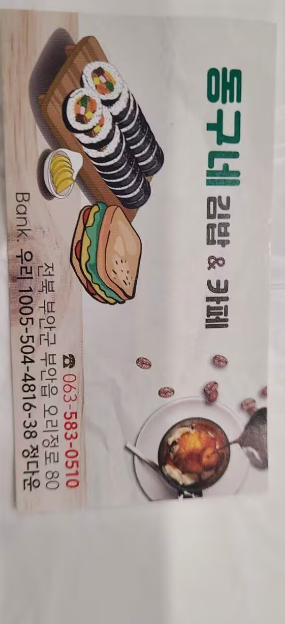 동구네 김밥 & 카페
☎ 063-583-0510
전북 부안군 부안읍 오리정로 80
Bank. 우리 1005-504-4816-38 정다운